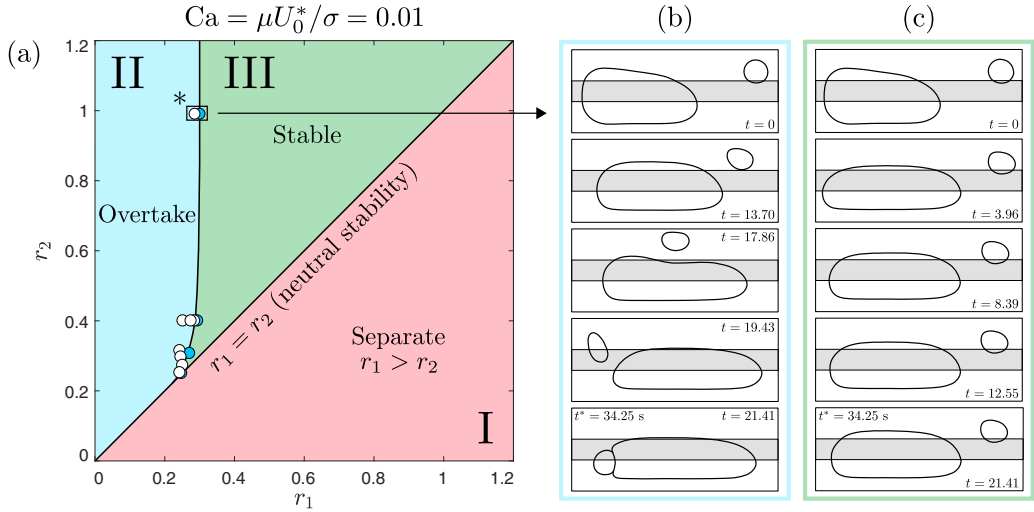 Ca = μU₀*/σ = 0.01
(a)
(b)
(c)
1.2
1
0.8
0.6
0.4
0.2
0
r₂
II
III
*
Stable
Overtake
r₁ = r₂ (neutral stability)
Separate
r₁ > r₂
I
0
0.2
0.4
0.6
0.8
1
1.2
r₁
t = 0
t = 13.70
t = 17.86
t = 19.43
t* = 34.25 s
t = 21.41
t = 0
t = 3.96
t = 8.39
t = 12.55
t* = 34.25 s
t = 21.41